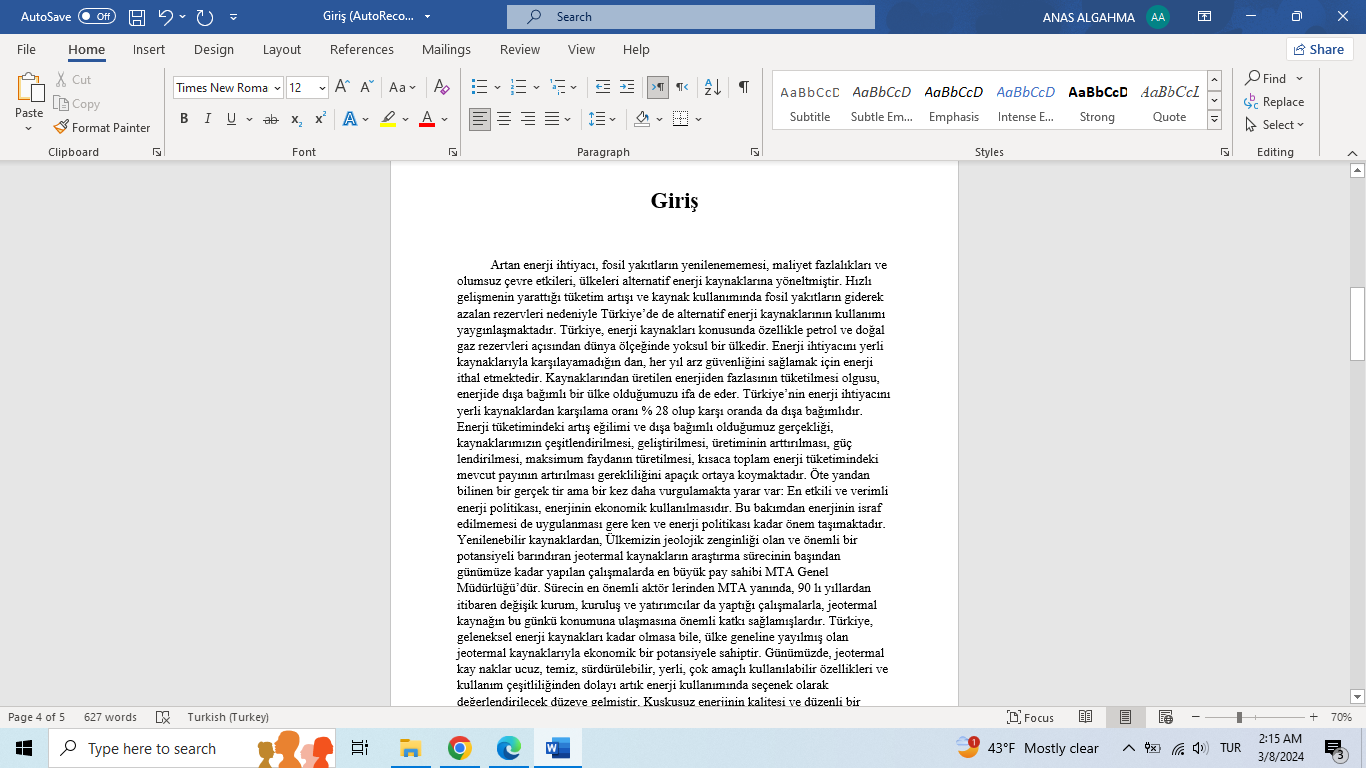 AutoSave Off Giriş (AutoReco... Search ANAS ALGAHMA AA
File Home Insert Design Layout References Mailings Review View Help Share
Paste Cut Copy Format Painter
Times New Roma 12
Subtitle Subtle Em... Emphasis Intense E... Strong Quote
Find Replace Select
Clipboard Font Paragraph Styles Editing
Giriş
Artan enerji ihtiyacı, fosil yakıtların yenilenememesi, maliyet fazlalıkları ve
olumsuz çevre etkileri, ülkeleri alternatif enerji kaynaklarına yöneltmiştir. Hızlı
gelişmenin yarattığı tüketim artışı ve kaynak kullanımında fosil yakıtların giderek
azalan rezervleri nedeniyle Türkiye’de de alternatif enerji kaynaklarının kullanımı
yaygınlaşmaktadır. Türkiye, enerji kaynakları konusunda özellikle petrol ve doğal
gaz rezervleri açısından dünya ölçeğinde yoksul bir ülkedir. Enerji ihtiyacını yerli
kaynaklarıyla karşılayamadığın dan, her yıl arz güvenliğini sağlamak için enerji
ithal etmektedir. Kaynaklarından üretilen enerjiden fazlasının tüketilmesi olgusu,
enerjide dışa bağımlı bir ülke olduğumuzu ifa de eder. Türkiye’nin enerji ihtiyacını
yerli kaynaklardan karşılama oranı % 28 olup karşı oranda da dışa bağımlıdır.
Enerji tüketimindeki artış eğilimi ve dışa bağımlı olduğumuz gerçekliği,
kaynaklarımızın çeşitlendirilmesi, geliştirilmesi, üretiminin arttırılması, güç
lendirilmesi, maksimum faydanın türetilmesi, kısaca toplam enerji tüketimindeki
mevcut payının artırılması gerekliliğini apaçık ortaya koymaktadır. Öte yandan
bilinen bir gerçek tir ama bir kez daha vurgulamakta yarar var: En etkili ve verimli
enerji politikası, enerjinin ekonomik kullanılmasıdır. Bu bakımdan enerjinin israf
edilmemesi de uygulanması gere ken ve enerji politikası kadar önem taşımaktadır.
Yenilenebilir kaynaklardan, Ülkemizin jeolojik zenginliği olan ve önemli bir
potansiyeli barındıran jeotermal kaynakların araştırma sürecinin başından
günümüze kadar yapılan çalışmalarda en büyük pay sahibi MTA Genel
Müdürlüğü’dür. Sürecin en önemli aktör lerinden MTA yanında, 90 lı yıllardan
itibaren değişik kurum, kuruluş ve yatırımcılar da yaptığı çalışmalarla, jeotermal
kaynağın bu günkü konumuna ulaşmasına önemli katkı sağlamışlardır. Türkiye,
geleneksel enerji kaynakları kadar olmasa bile, ülke geneline yayılmış olan
jeotermal kaynaklarıyla ekonomik bir potansiyele sahiptir. Günümüzde, jeotermal
kay naklar ucuz, temiz, sürdürülebilir, yerli, çok amaçlı kullanılabilir özellikleri ve
kullanım çeşitliliğinden dolayı artık enerji kullanımında seçenek olarak
değerlendirilecek düzeye gelmiştir. Kuşkusuz enerjinin kalitesi ve düzenli bir
Page 4 of 5 627 words Turkish (Turkey) Focus 70%
Type here to search 1 43°F Mostly clear TUR 2:15 AM
3/8/2024 3